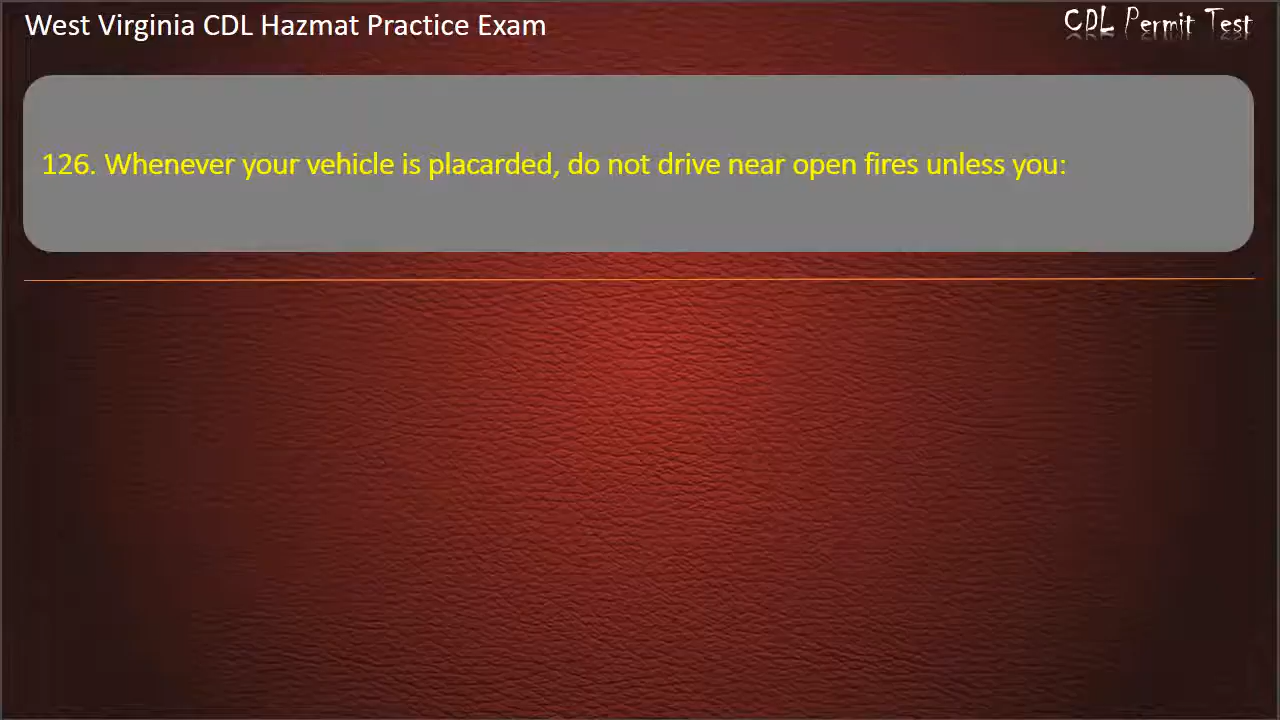 West Virginia CDL Hazmat Practice Exam
CDL Permit Test
126. Whenever your vehicle is placarded, do not drive near open fires unless you: